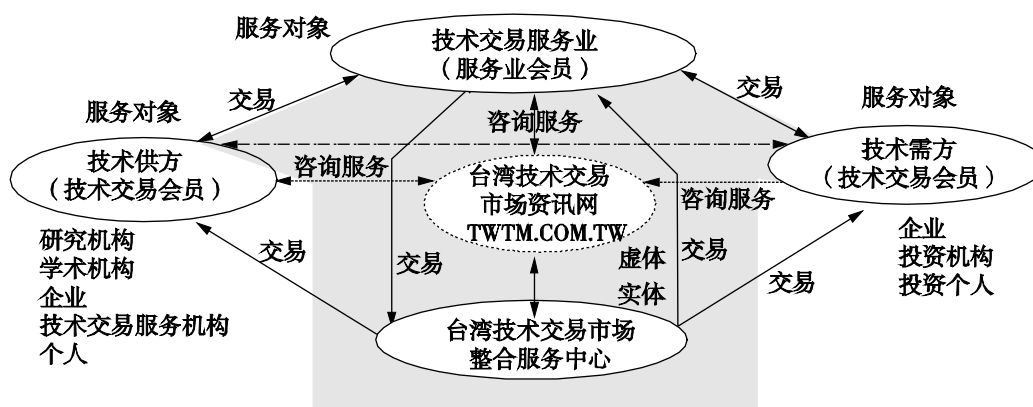 服务对象
技术交易服务业
（服务业会员）
交易
交易
服务对象
服务对象
咨询服务
技术供方
（技术交易会员）
咨询服务
台湾技术交易
市场资讯网
TWTM.COM.TW
咨询服务
技术需方
（技术交易会员）
研究机构
学术机构
企业
技术交易服务机构
个人
交易
交易
虚体
实体
交易
交易
企业
投资机构
投资个人
台湾技术交易市场
整合服务中心